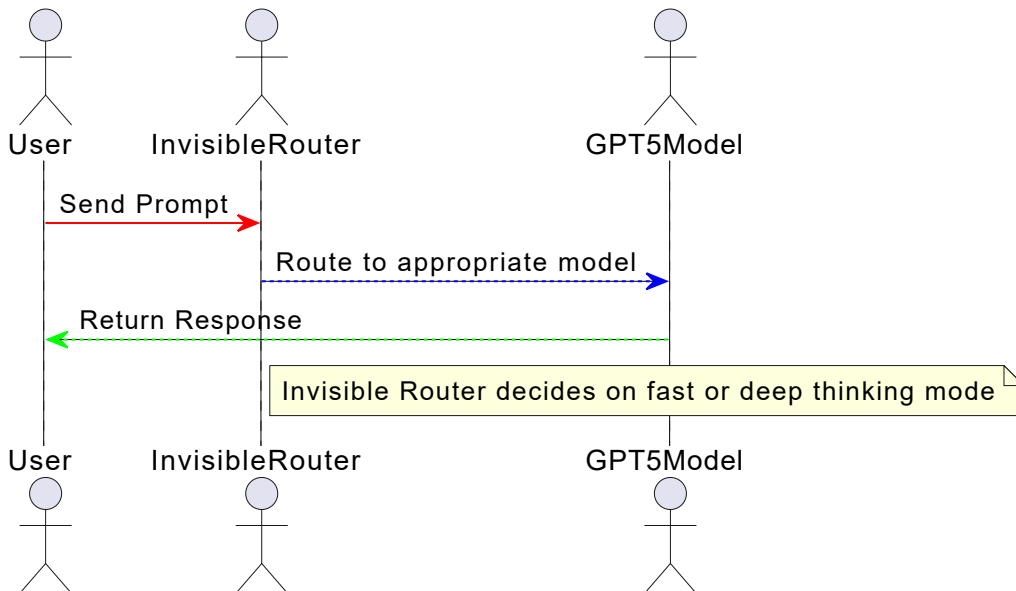 User
InvisibleRouter
GPT5Model
Send Prompt
Route to appropriate model
Return Response
Invisible Router decides on fast or deep thinking mode
User
InvisibleRouter
GPT5Model